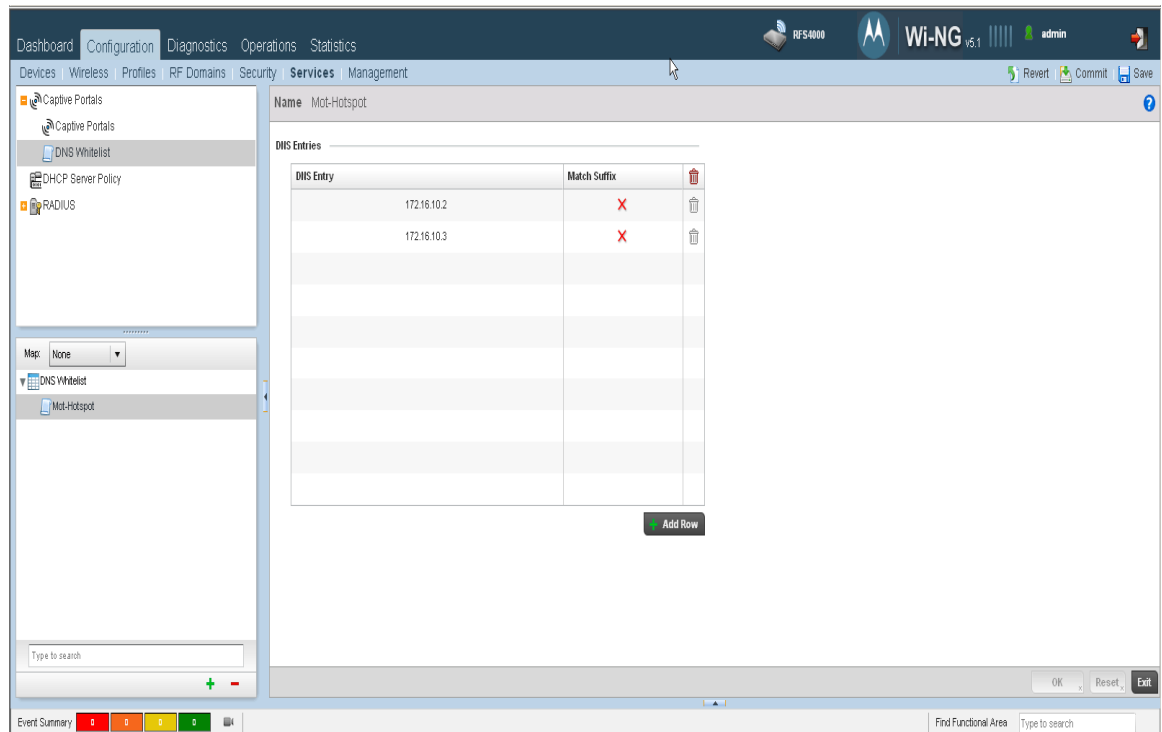 Dashboard Configuration Diagnostics Operations Statistics RFS4000 Wi-NG v5.1 admin
Devices Wireless Profiles RF Domains Security Services Management Revert Commit Save
Captive Portals
Captive Portals
DNS Whitelist
DHCP Server Policy
RADIUS
Name Mot-Hotspot
DNS Entries
DNS Entry Match Suffix
172.16.10.2
172.16.10.3
Add Row
Map: None
DNS Whitelist
Mot-Hotspot
Type to search
OK Reset Exit
Event Summary 0 0 0 0 Find Functional Area Type to search